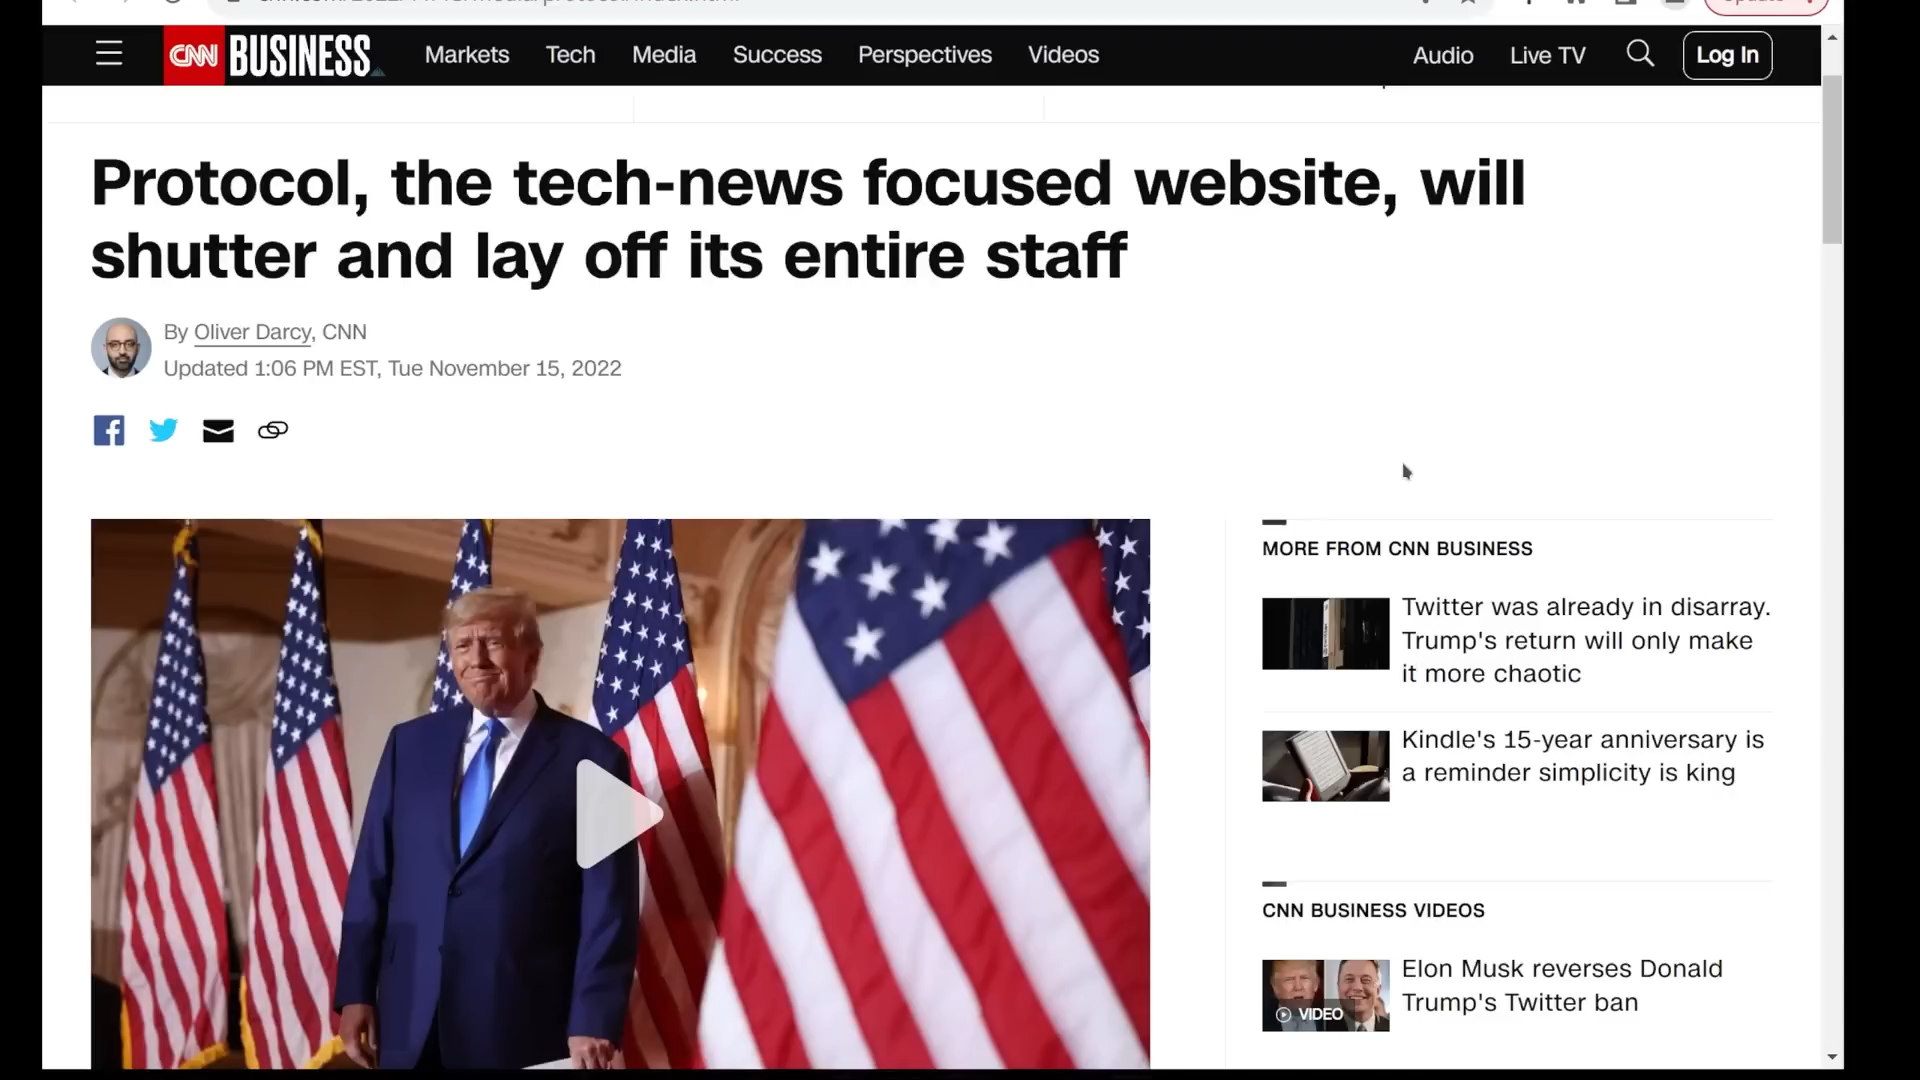 CNN BUSINESS Markets Tech Media Success Perspectives Videos Audio Live TV Log In
Protocol, the tech-news focused website, will
shutter and lay off its entire staff
By Oliver Darcy, CNN
Updated 1:06 PM EST, Tue November 15, 2022
MORE FROM CNN BUSINESS
Twitter was already in disarray.
Trump's return will only make
it more chaotic
Kindle's 15-year anniversary is
a reminder simplicity is king
CNN BUSINESS VIDEOS
Elon Musk reverses Donald
Trump's Twitter ban
VIDEO